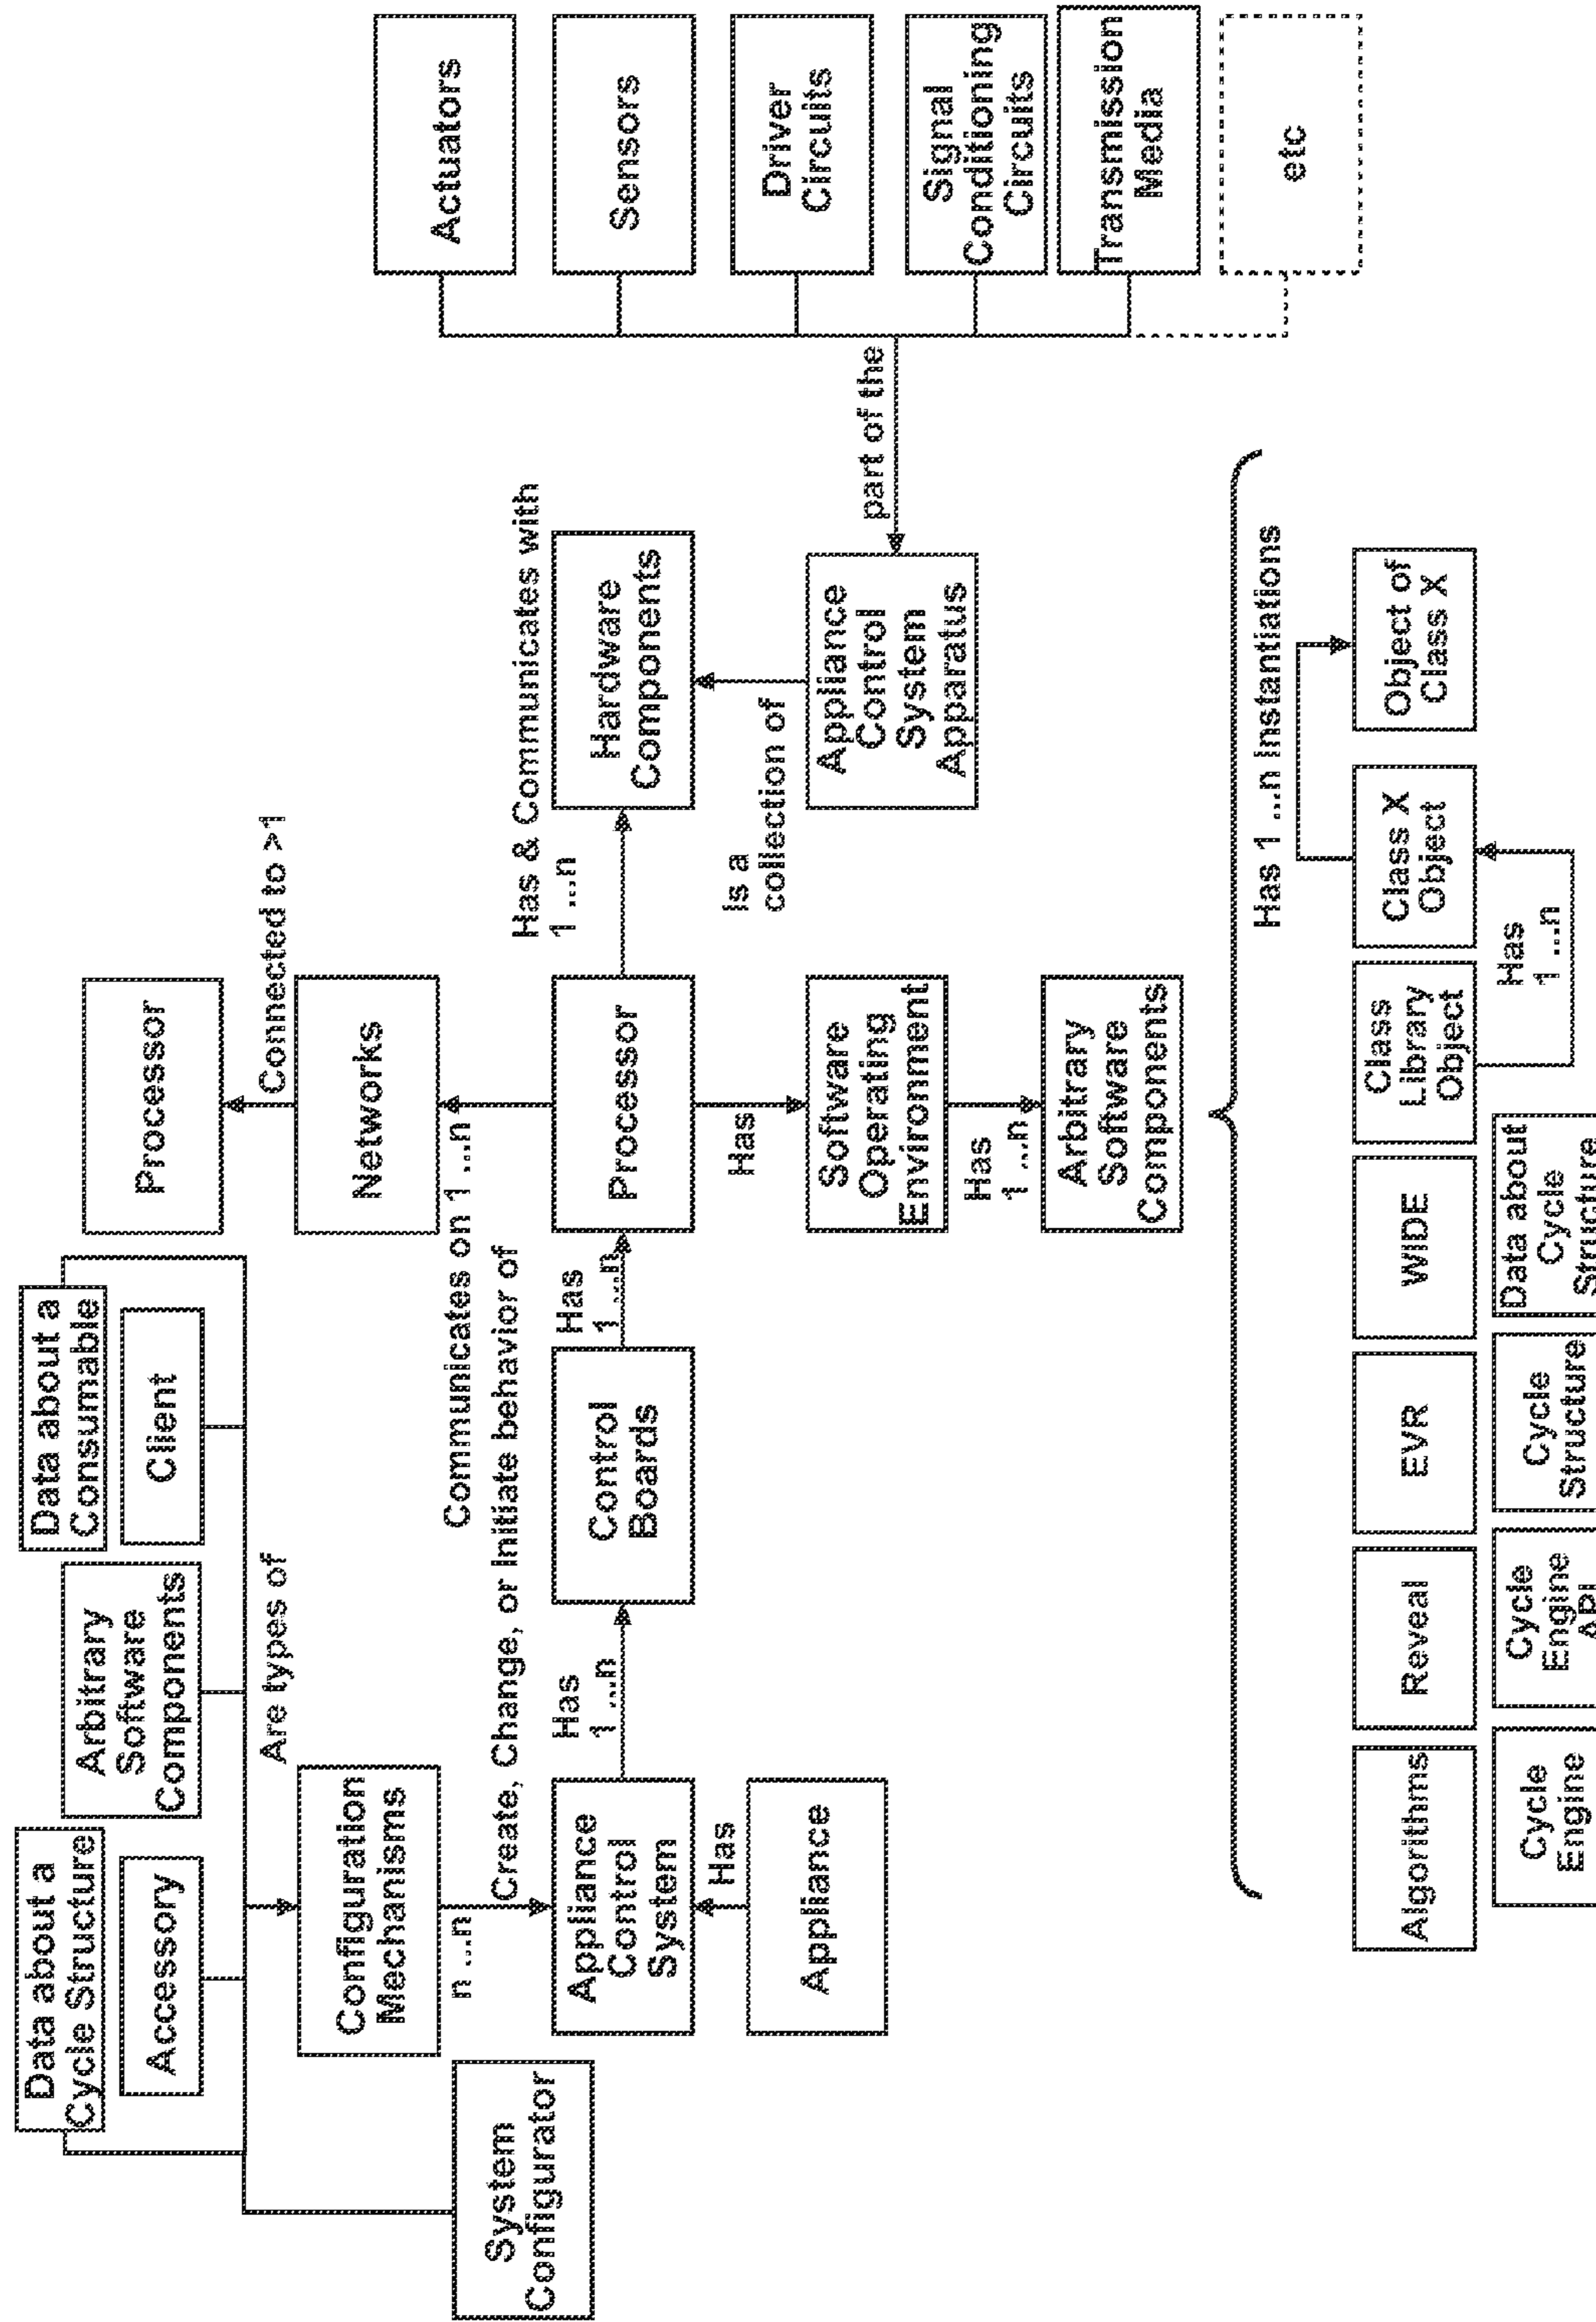 Data about a
Cycle Structure
Accessory
Arbitrary
Software
Components
Data about a
Consumable
Client
Are types of
Processor
Connected to >1
Configuration
Mechanisms
n ...n
Create, Change, or Initiate behavior of
Networks
Communicates on 1 ...n
System
Configurator
Appliance
Control
System
Has
1 ...n
Control
Boards
Has
1 ...n
Processor
Has & Communicates with
1 ...n
Hardware
Components
Has
Appliance
Has
Software
Operating
Environment
Has
1 ...n
Arbitrary
Software
Components
is a
collection of
Appliance
Control
System
Apparatus
part of the
Actuators
Sensors
Driver
Circuits
Signal
Conditioning
Circuits
Transmission
Media
etc
Has 1 ...n Instantiations
Algorithms
Reveal
EVR
WIDE
Class
Library
Object
Class X
Object
Object of
Class X
Has
1 ...n
Cycle
Engine
Cycle
Engine
API
Cycle
Structure
Data about
Cycle
Structure